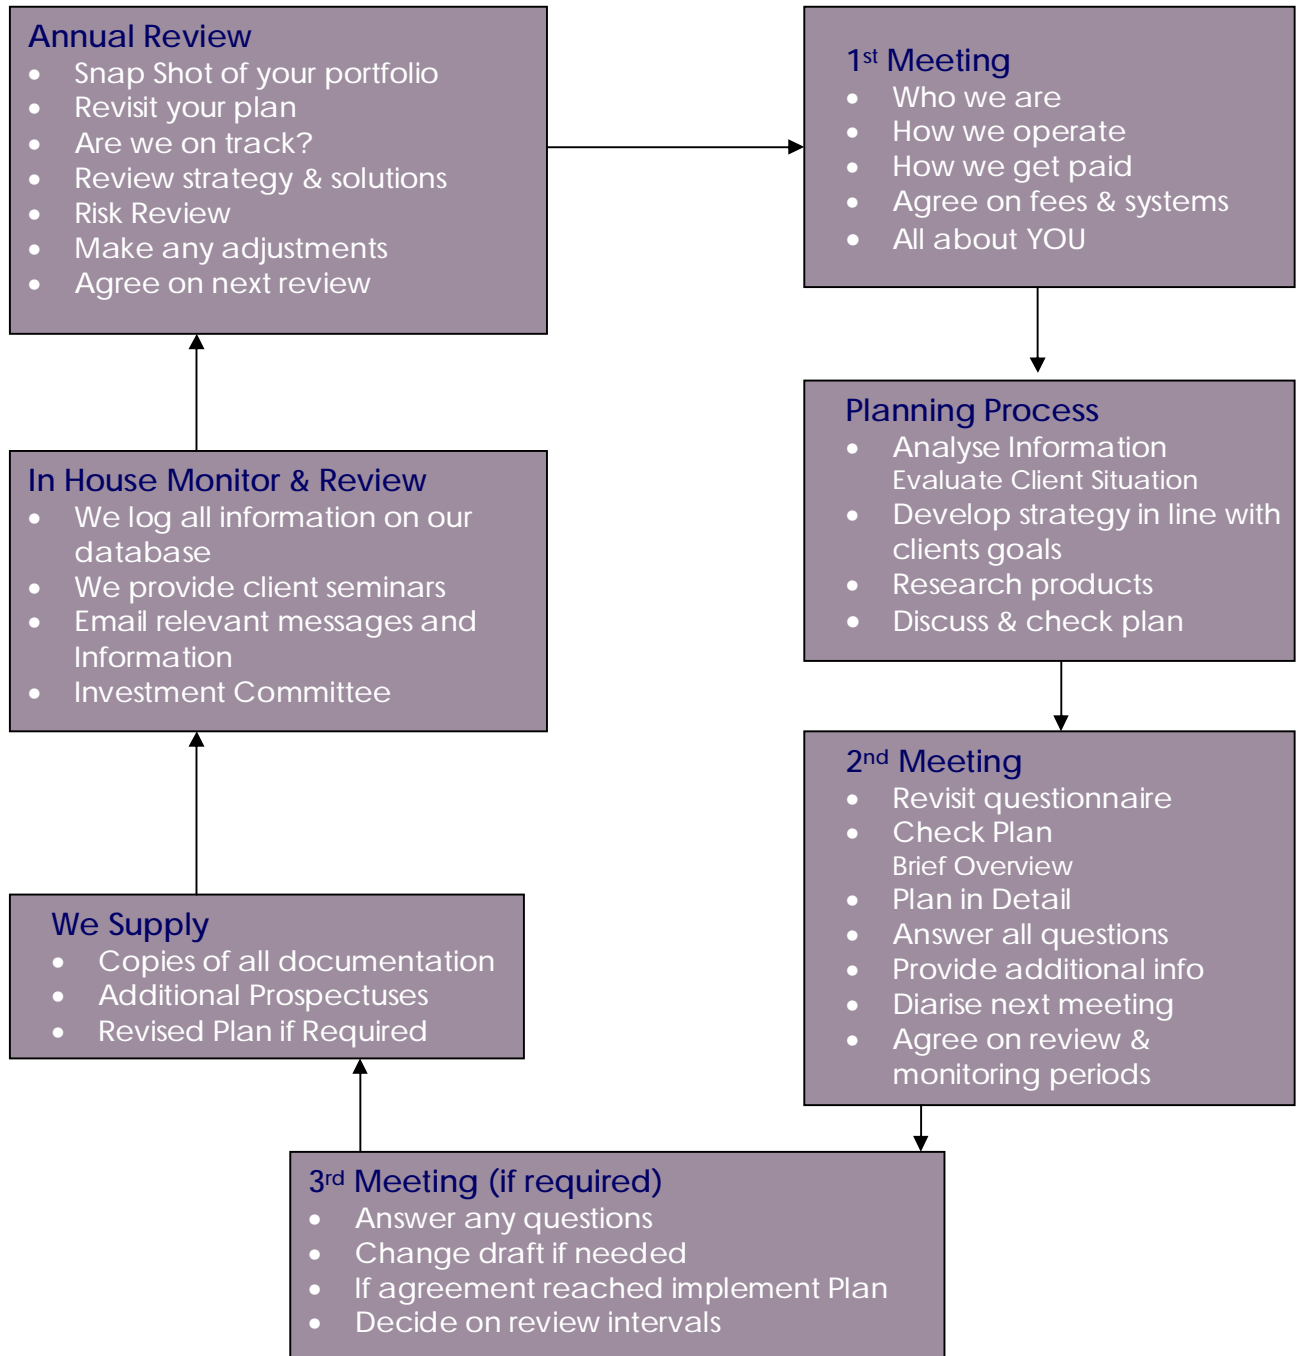 Annual Review
• Snap Shot of your portfolio
• Revisit your plan
• Are we on track?
• Review strategy & solutions
• Risk Review
• Make any adjustments
• Agree on next review
1st Meeting
• Who we are
• How we operate
• How we get paid
• Agree on fees & systems
• All about YOU
Planning Process
• Analyse Information
Evaluate Client Situation
• Develop strategy in line with
clients goals
• Research products
• Discuss & check plan
In House Monitor & Review
• We log all information on our
database
• We provide client seminars
• Email relevant messages and
Information
• Investment Committee
2nd Meeting
• Revisit questionnaire
• Check Plan
Brief Overview
• Plan in Detail
• Answer all questions
• Provide additional info
• Diarise next meeting
• Agree on review &
monitoring periods
We Supply
• Copies of all documentation
• Additional Prospectuses
• Revised Plan if Required
3rd Meeting (if required)
• Answer any questions
• Change draft if needed
• If agreement reached implement Plan
• Decide on review intervals